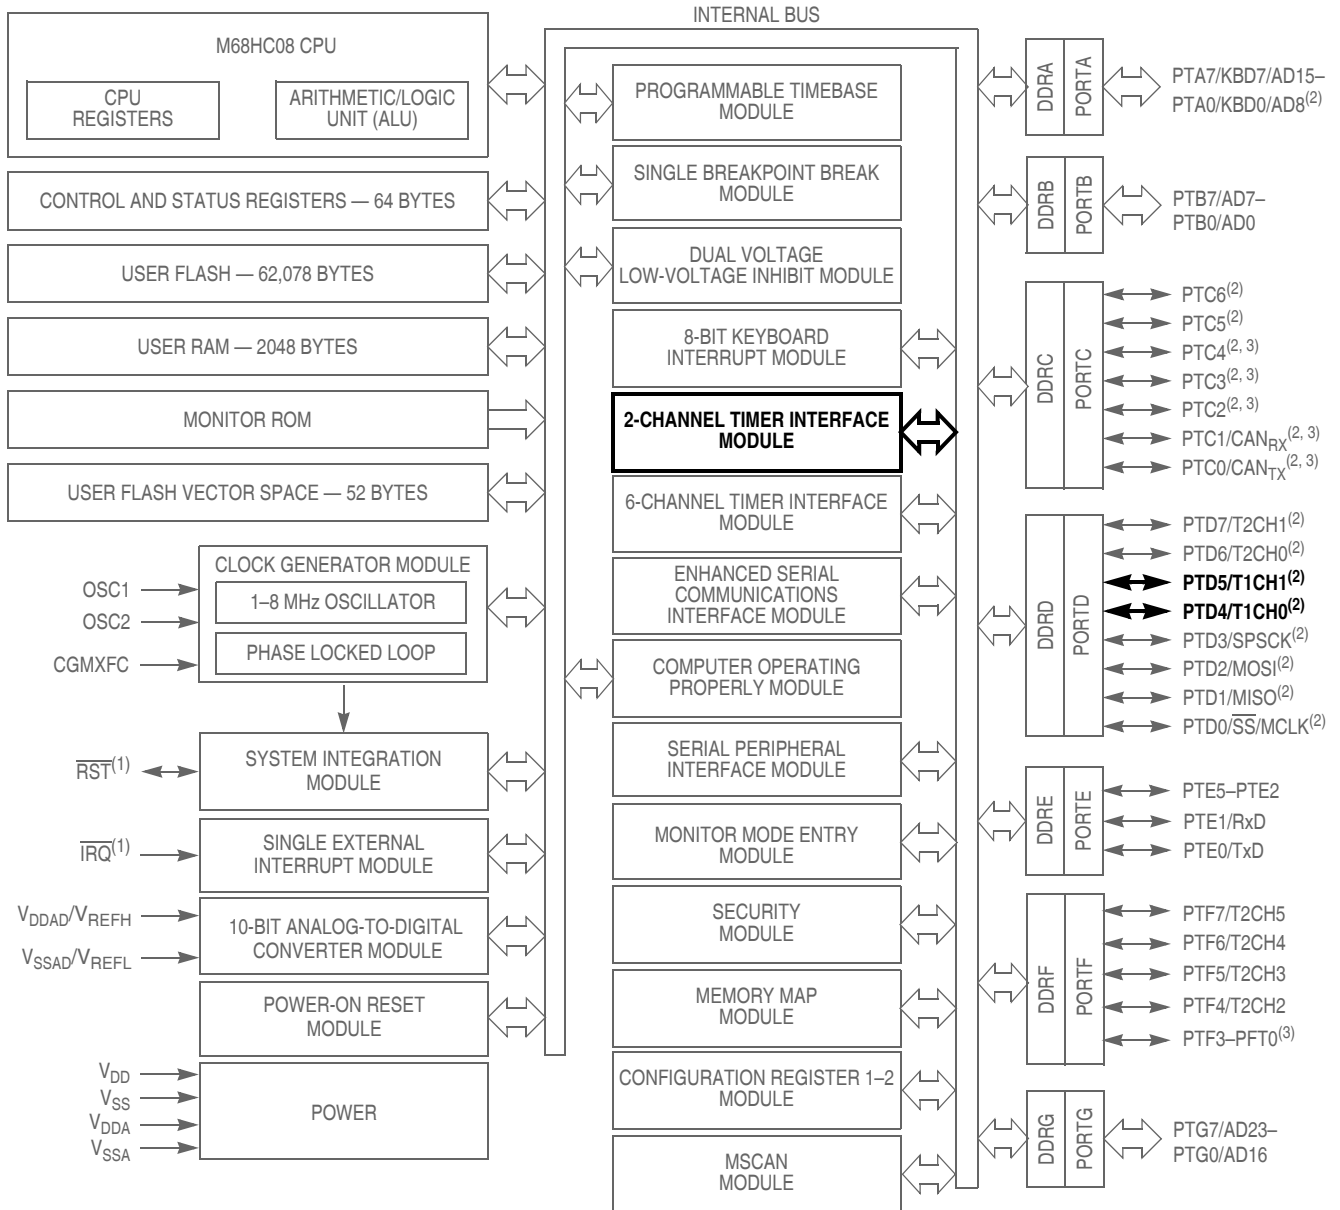 INTERNAL BUS
M68HC08 CPU
CPU
REGISTERS
ARITHMETIC/LOGIC
UNIT (ALU)
CONTROL AND STATUS REGISTERS — 64 BYTES
USER FLASH — 62,078 BYTES
USER RAM — 2048 BYTES
MONITOR ROM
USER FLASH VECTOR SPACE — 52 BYTES
OSC1
OSC2
CGMXFC
CLOCK GENERATOR MODULE
1–8 MHz OSCILLATOR
PHASE LOCKED LOOP
RST(1)
SYSTEM INTEGRATION
MODULE
IRQ(1)
SINGLE EXTERNAL
INTERRUPT MODULE
VDDAD/VREFH
VSSAD/VREFL
10-BIT ANALOG-TO-DIGITAL
CONVERTER MODULE
POWER-ON RESET
MODULE
VDD
VSS
VDDA
VSSA
POWER
PROGRAMMABLE TIMEBASE
MODULE
SINGLE BREAKPOINT BREAK
MODULE
DUAL VOLTAGE
LOW-VOLTAGE INHIBIT MODULE
8-BIT KEYBOARD
INTERRUPT MODULE
2-CHANNEL TIMER INTERFACE
MODULE
6-CHANNEL TIMER INTERFACE
MODULE
ENHANCED SERIAL
COMMUNICATIONS
INTERFACE MODULE
COMPUTER OPERATING
PROPERLY MODULE
SERIAL PERIPHERAL
INTERFACE MODULE
MONITOR MODE ENTRY
MODULE
SECURITY
MODULE
MEMORY MAP
MODULE
CONFIGURATION REGISTER 1–2
MODULE
MSCAN
MODULE
DDRA
PORTA
PTA7/KBD7/AD15–
PTA0/KBD0/AD8(2)
DDRB
PORTB
PTB7/AD7–
PTB0/AD0
DDRC
PORTC
PTC6(2)
PTC5(2)
PTC4(2, 3)
PTC3(2, 3)
PTC2(2, 3)
PTC1/CANRX(2, 3)
PTC0/CANTX(2, 3)
DDRD
PORTD
PTD7/T2CH1(2)
PTD6/T2CH0(2)
PTD5/T1CH1(2)
PTD4/T1CH0(2)
PTD3/SPSCK(2)
PTD2/MOSI(2)
PTD1/MISO(2)
PTD0/SS/MCLK(2)
DDRE
PORTE
PTE5–PTE2
PTE1/RxD
PTE0/TxD
DDRF
PORTF
PTF7/T2CH5
PTF6/T2CH4
PTF5/T2CH3
PTF4/T2CH2
PTF3–PFT0(3)
DDRG
PORTG
PTG7/AD23–
PTG0/AD16